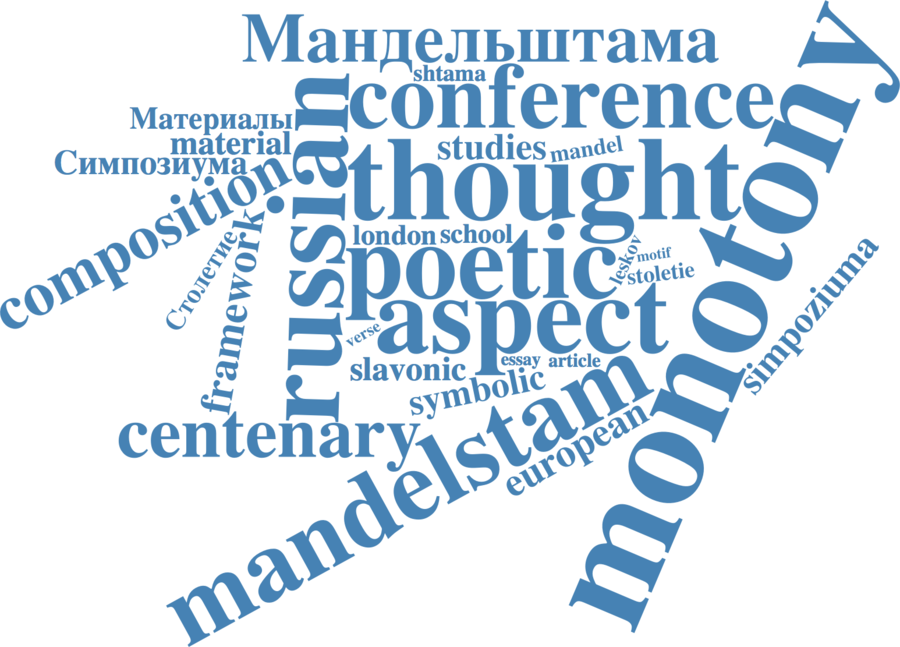 Мандельштама
shtama
conference
Материалы
material
Симпозиума
studies
mandel
thought
monotony
composition
russian
framework
Столетие
london
school
poetic
leskov
motif
stoletie
aspect
verse
simpoziuma
essay
article
slavonic
symbolic
centenary
mandelstam
european